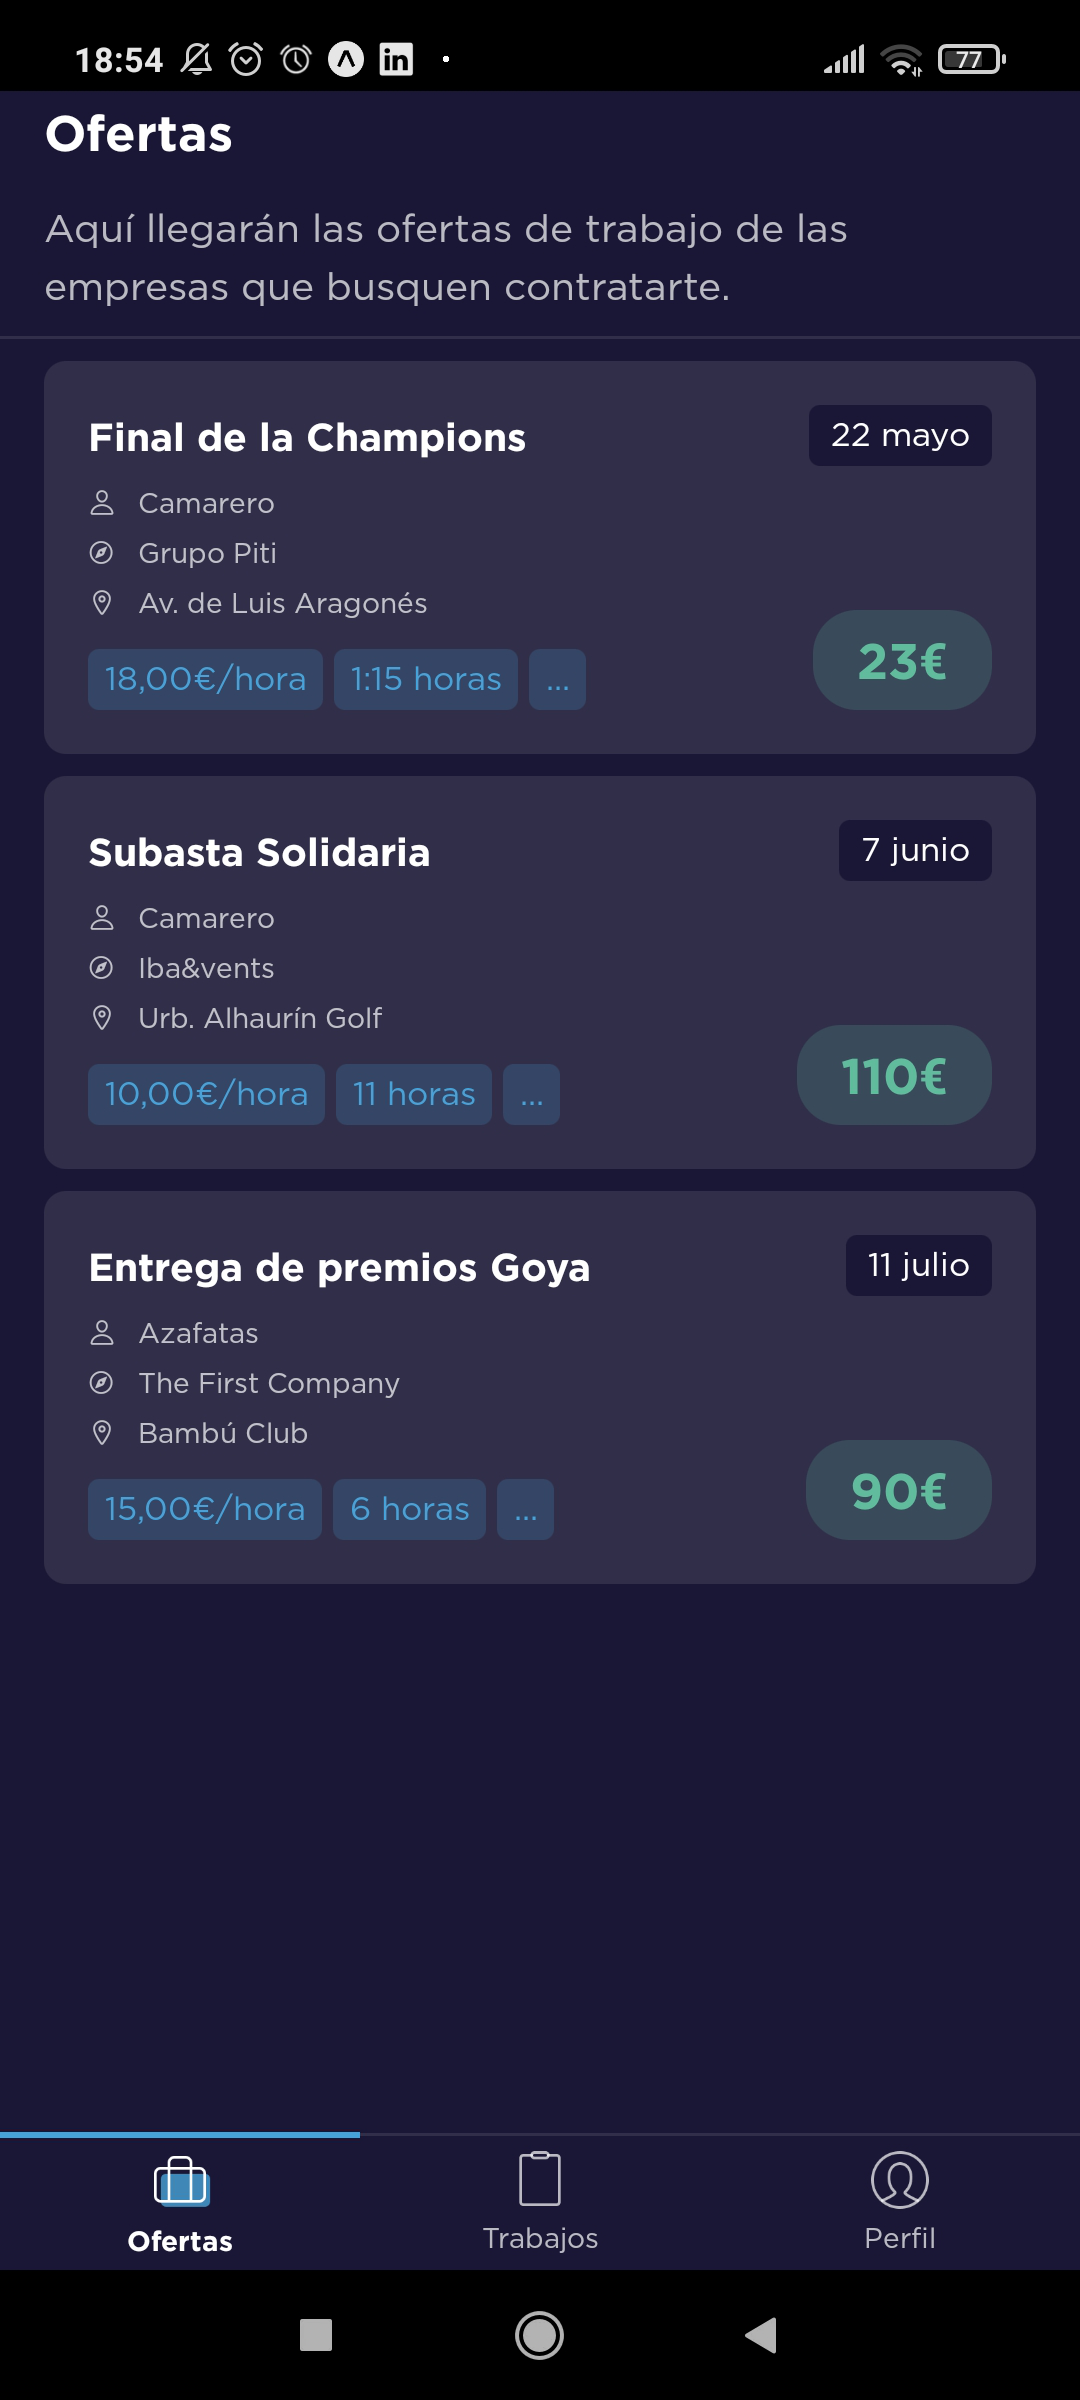 18:54
in
77
Ofertas
Aquí llegarán las ofertas de trabajo de las
empresas que busquen contratarte.
Final de la Champions
22 mayo
Camarero
Grupo Piti
Av. de Luis Aragonés
18,00€/hora
1:15 horas
...
23€
Subasta Solidaria
7 junio
Camarero
Iba&vents
Urb. Alhaurín Golf
10,00€/hora
11 horas
...
110€
Entrega de premios Goya
11 julio
Azafatas
The First Company
Bambú Club
15,00€/hora
6 horas
...
90€
Ofertas
Trabajos
Perfil